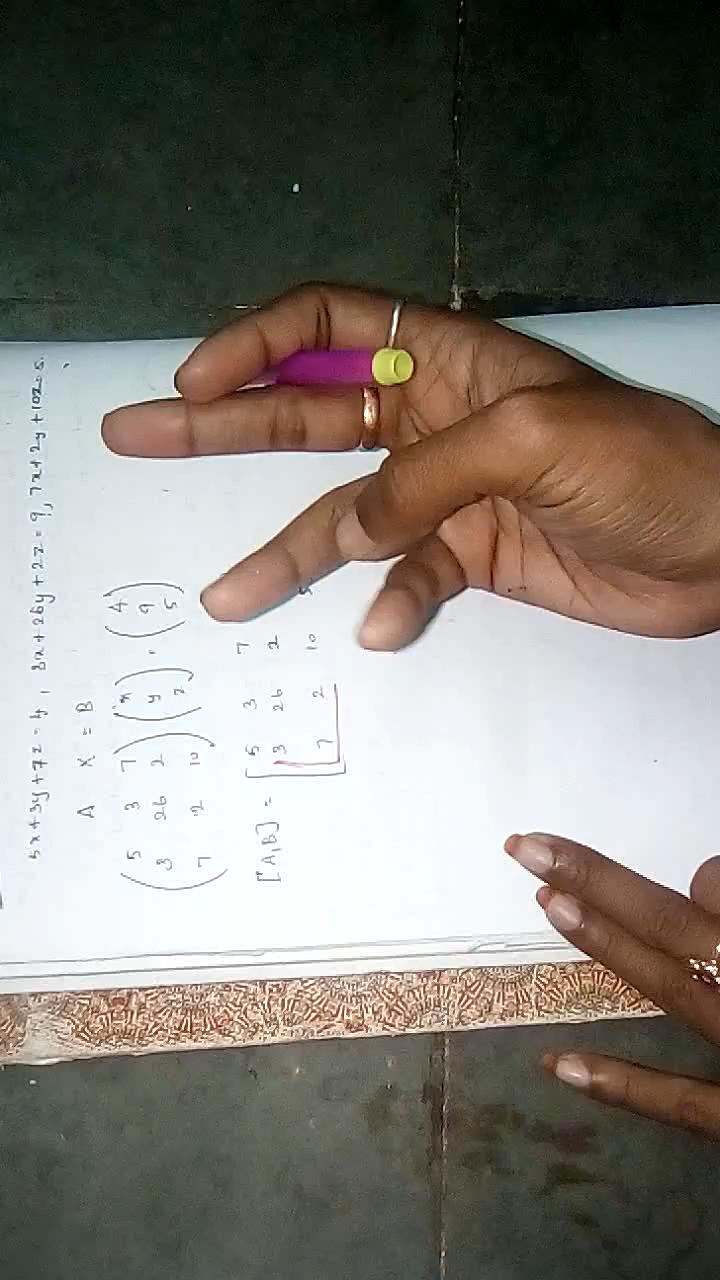 5x+3y+7z=4, 3x+26y+2z=9, 7x+2y+10z=5.
A X = B
(5 3 7) (x) (4)
(3 26 2) (y) = (9)
(7 2 10) (z) (5)
[A,B] = [5 3 7
3 26 2
7 2 10 5